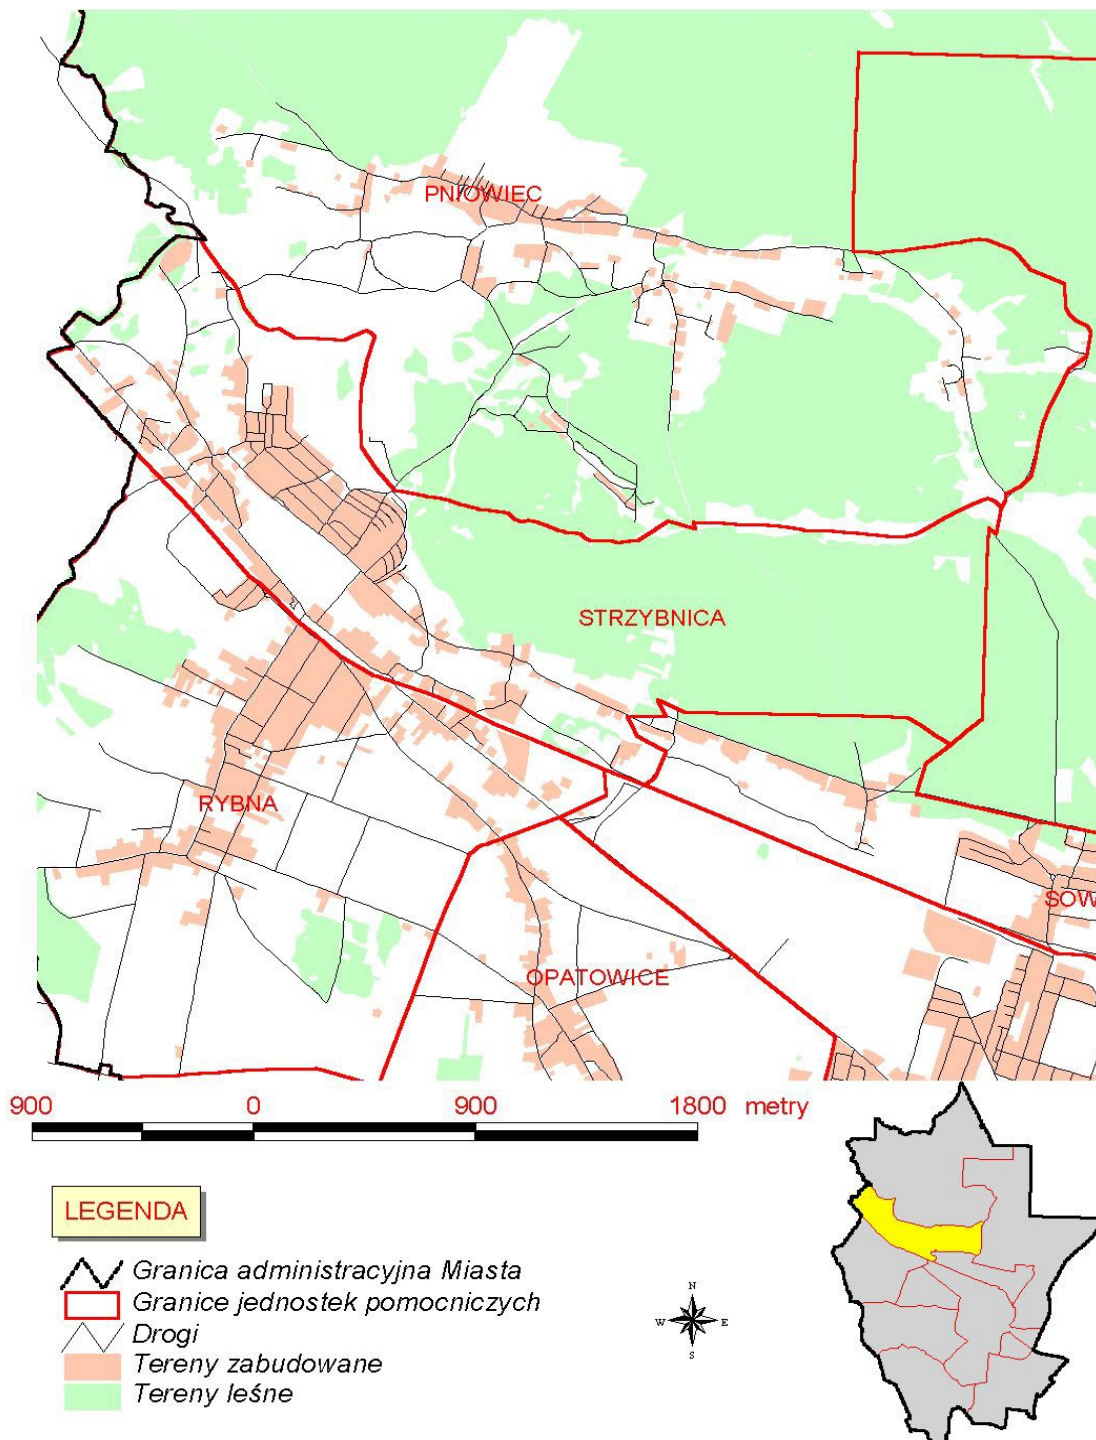 PNIOWIEC
STRZYBNICA
RYBNA
SOW
OPATOWICE
900 0 900 1800 metry
LEGENDA
Granica administracyjna Miasta
Granice jednostek pomocniczych
Drogi
Tereny zabudowane
Tereny leśne
N
W E
S